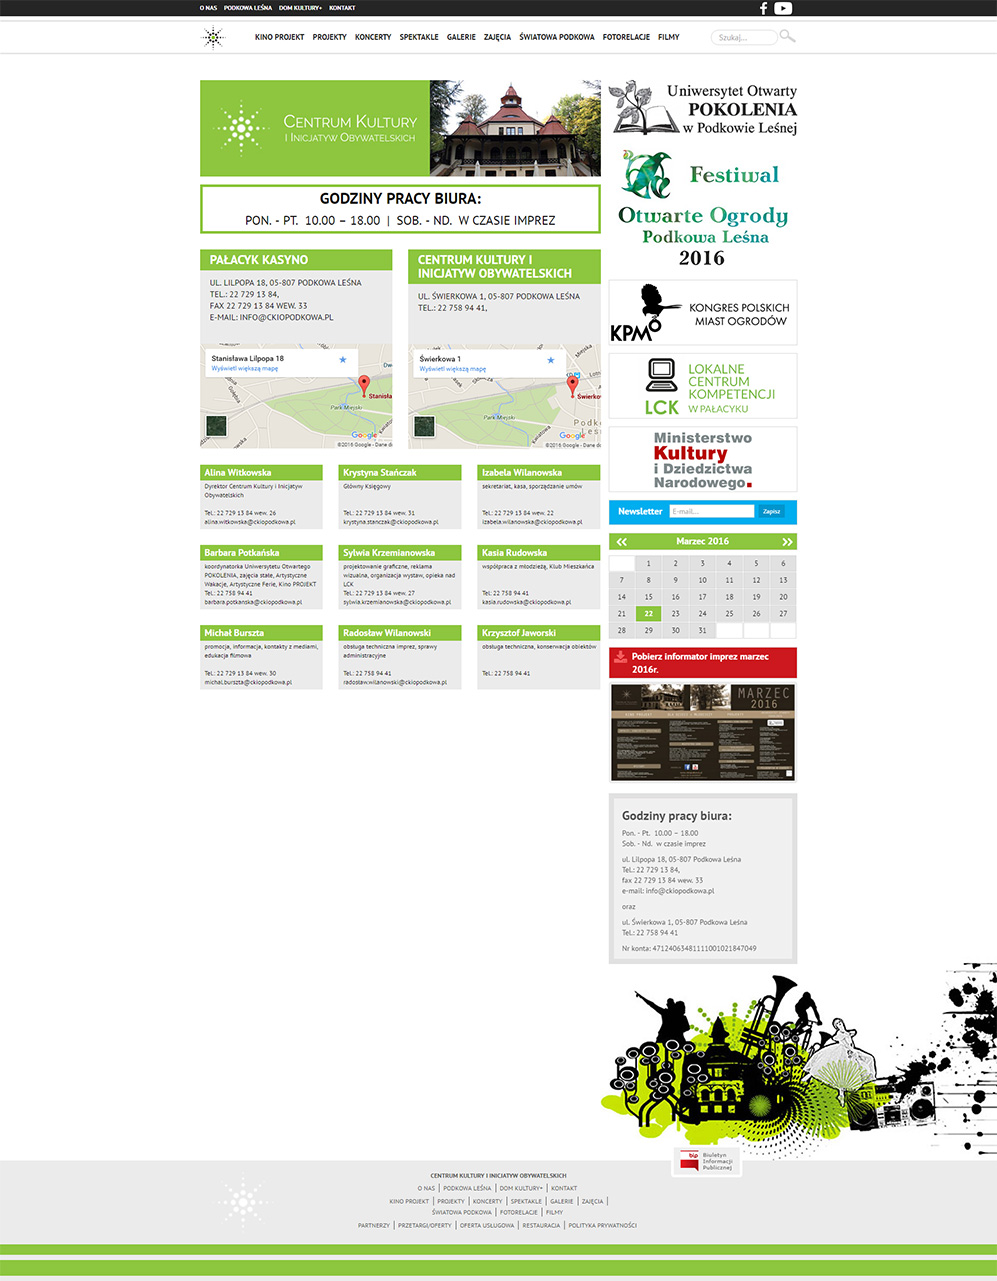 O NAS PODKOWA LEŚNA DOM KULTURY+ KONTAKT
KINO PROJEKT PROJEKTY KONCERTY SPEKTAKLE GALERIE ZAJĘCIA ŚWIATOWA PODKOWA FOTORELACJE FILMY Szukaj...
CENTRUM KULTURY
I INICJATYW OBYWATELSKICH
GODZINY PRACY BIURA:
PON. - PT. 10.00 – 18.00 | SOB. - ND. W CZASIE IMPREZ
PAŁACYK KASYNO
UL. LILPOPA 18, 05-807 PODKOWA LEŚNA
TEL.: 22 729 13 84,
FAX 22 729 13 84 WEW. 33
E-MAIL: INFO@CKIOPODKOWA.PL
Stanisława Lilpopa 18
Wyświetl większą mapę
Park Miejski
Stanisła
Google
©2016 Google - Dane do
CENTRUM KULTURY I
INICJATYW OBYWATELSKICH
UL. ŚWIERKOWA 1, 05-807 PODKOWA LEŚNA
TEL.: 22 758 94 41,
Świerkowa 1
Wyświetl większą mapę
Park Miejski
Świerkow
Google
©2016 Google - Dane do
Alina Witkowska
Dyrektor Centrum Kultury i Inicjatyw
Obywatelskich
Tel.: 22 729 13 84 wew. 26
alina.witkowska@ckiopodkowa.pl
Krystyna Stańczak
Główny Księgowy
Tel.: 22 729 13 84 wew. 31
krystyna.stanczak@ckiopodkowa.pl
Izabela Wilanowska
sekretariat, kasa, sporządzanie umów
Tel.: 22 729 13 84 wew. 22
izabela.wilanowska@ckiopodkowa.pl
Barbara Potkańska
koordynatorka Uniwersytetu Otwartego
POKOLENIA, zajęcia stałe, Artystyczne
Wakacje, Artystyczne Ferie, Kino PROJEKT
Tel.: 22 758 94 41
barbara.potkanska@ckiopodkowa.pl
Sylwia Krzemianowska
projektowanie graficzne, reklama
wizualna, organizacja wystaw, opieka nad
LCK
Tel.: 22 729 13 84 wew. 27
sylwia.krzemianowska@ckiopodkowa.pl
Kasia Rudowska
współpraca z młodzieżą, Klub Mieszkańca
Tel.: 22 758 94 41
kasia.rudowska@ckiopodkowa.pl
Michał Burszta
promocja, informacja, kontakty z mediami,
edukacja filmowa
Tel.: 22 729 13 84 wew. 30
michal.burszta@ckiopodkowa.pl
Radosław Wilanowski
obsługa techniczna imprez, sprawy
administracyjne
Tel.: 22 758 94 41
radoslaw.wilanowski@ckiopodkowa.pl
Krzysztof Jaworski
obsługa techniczna, konserwacja obiektów
Tel.: 22 758 94 41
Uniwersytet Otwarty
POKOLENIA
w Podkowie Leśnej
Festiwal
Otwarte Ogrody
Podkowa Leśna
2016
KPMO
KONGRES POLSKICH
MIAST OGRODÓW
LCK
LOKALNE
CENTRUM
KOMPETENCJI
W PAŁACYKU
Ministerstwo
Kultury
i Dziedzictwa
Narodowego.
Newsletter E-mail... Zapisz
Marzec 2016
1 2 3 4 5 6
7 8 9 10 11 12 13
14 15 16 17 18 19 20
21 22 23 24 25 26 27
28 29 30 31
Pobierz informator imprez marzec
2016r.
MARZEC
2016
Godziny pracy biura:
Pon. - Pt. 10.00 – 18.00
Sob. - Nd. w czasie imprez
ul. Lilpopa 18, 05-807 Podkowa Leśna
Tel.: 22 729 13 84,
fax 22 729 13 84 wew. 33
e-mail: info@ckiopodkowa.pl
oraz
ul. Świerkowa 1, 05-807 Podkowa Leśna
Tel.: 22 758 94 41
Nr konta: 47124063481111001021847049
bip
Biuletyn
Informacji
Publicznej
CENTRUM KULTURY I INICJATYW OBYWATELSKICH
O NAS | PODKOWA LEŚNA | DOM KULTURY+ | KONTAKT
KINO PROJEKT | PROJEKTY | KONCERTY | SPEKTAKLE | GALERIE | ZAJĘCIA |
ŚWIATOWA PODKOWA | FOTORELACJE | FILMY
PARTNERZY | PRZETARGI/OFERTY | OFERTA USŁUGOWA | RESTAURACJA | POLITYKA PRYWATNOŚCI